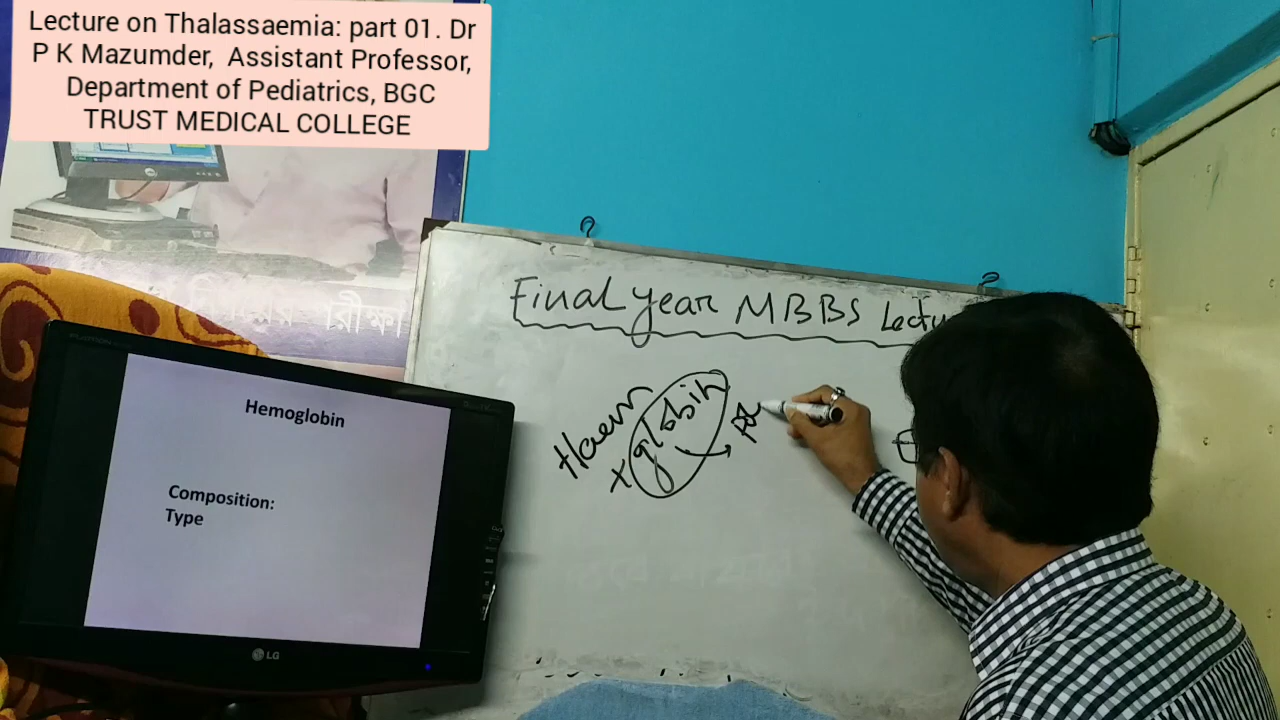 Lecture on Thalassaemia: part 01. Dr
P K Mazumder, Assistant Professor,
Department of Pediatrics, BGC
TRUST MEDICAL COLLEGE
Final year MBBS Lectu
Haem
+ globin
Hemoglobin
Composition:
Type
LG